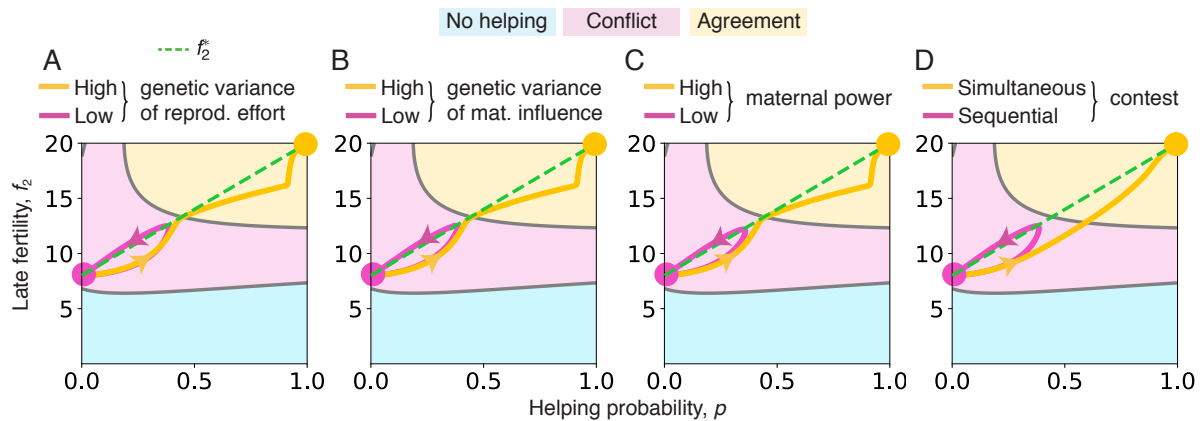 No helping Conflict Agreement
A B C D
f₂*
High Low } genetic variance of reprod. effort
High Low } genetic variance of mat. influence
High Low } maternal power
Simultaneous Sequential } contest
Late fertility, f₂
20 15 10 5
20 15 10 5
20 15 10 5
20 15 10 5
0.0 0.5 1.0
0.0 0.5 1.0
0.0 0.5 1.0
0.0 0.5 1.0
Helping probability, p